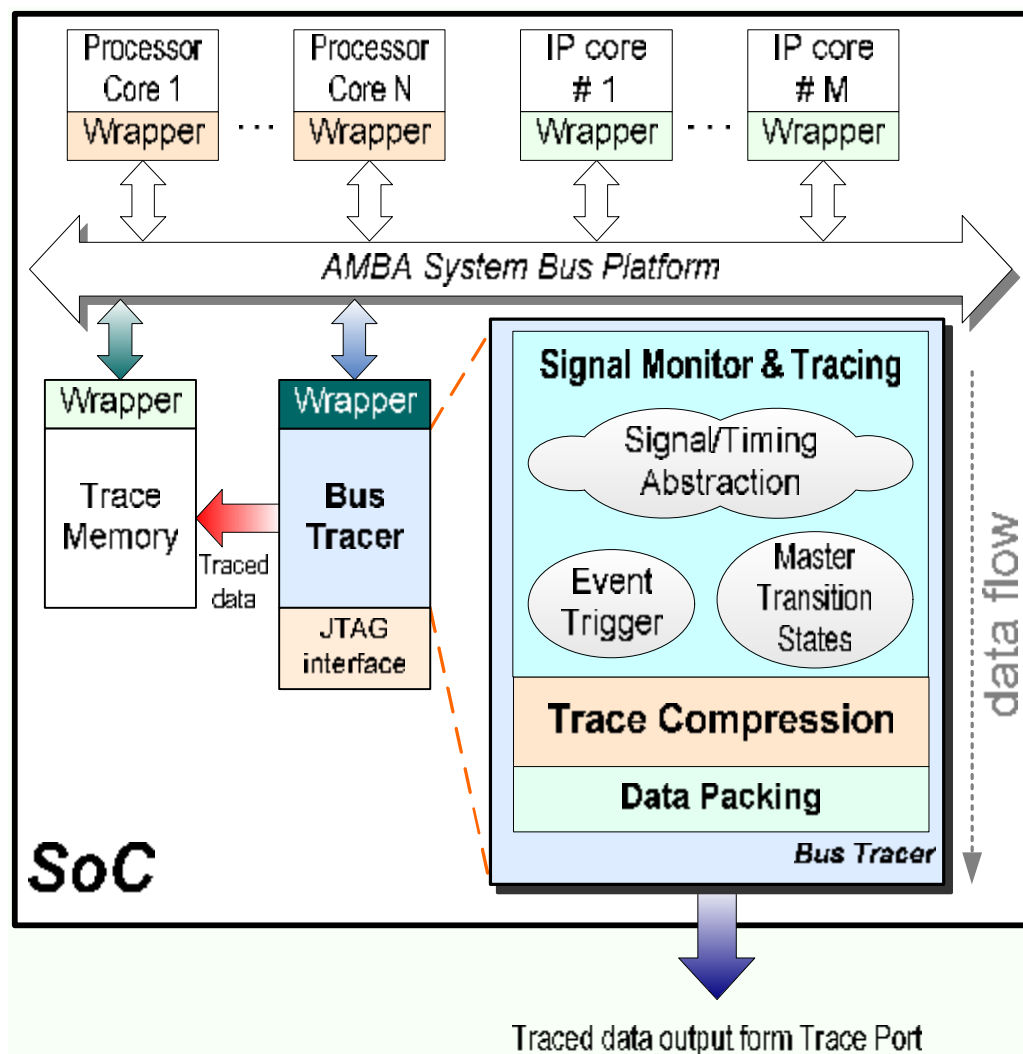 Processor
Core 1
Wrapper
...
Processor
Core N
Wrapper
IP core
# 1
Wrapper
...
IP core
# M
Wrapper
AMBA System Bus Platform
Wrapper
Trace
Memory
Traced
data
Wrapper
Bus
Tracer
JTAG
interface
Signal Monitor & Tracing
Signal/Timing
Abstraction
Event
Trigger
Master
Transition
States
Trace Compression
Data Packing
Bus Tracer
data flow
SoC
Traced data output form Trace Port